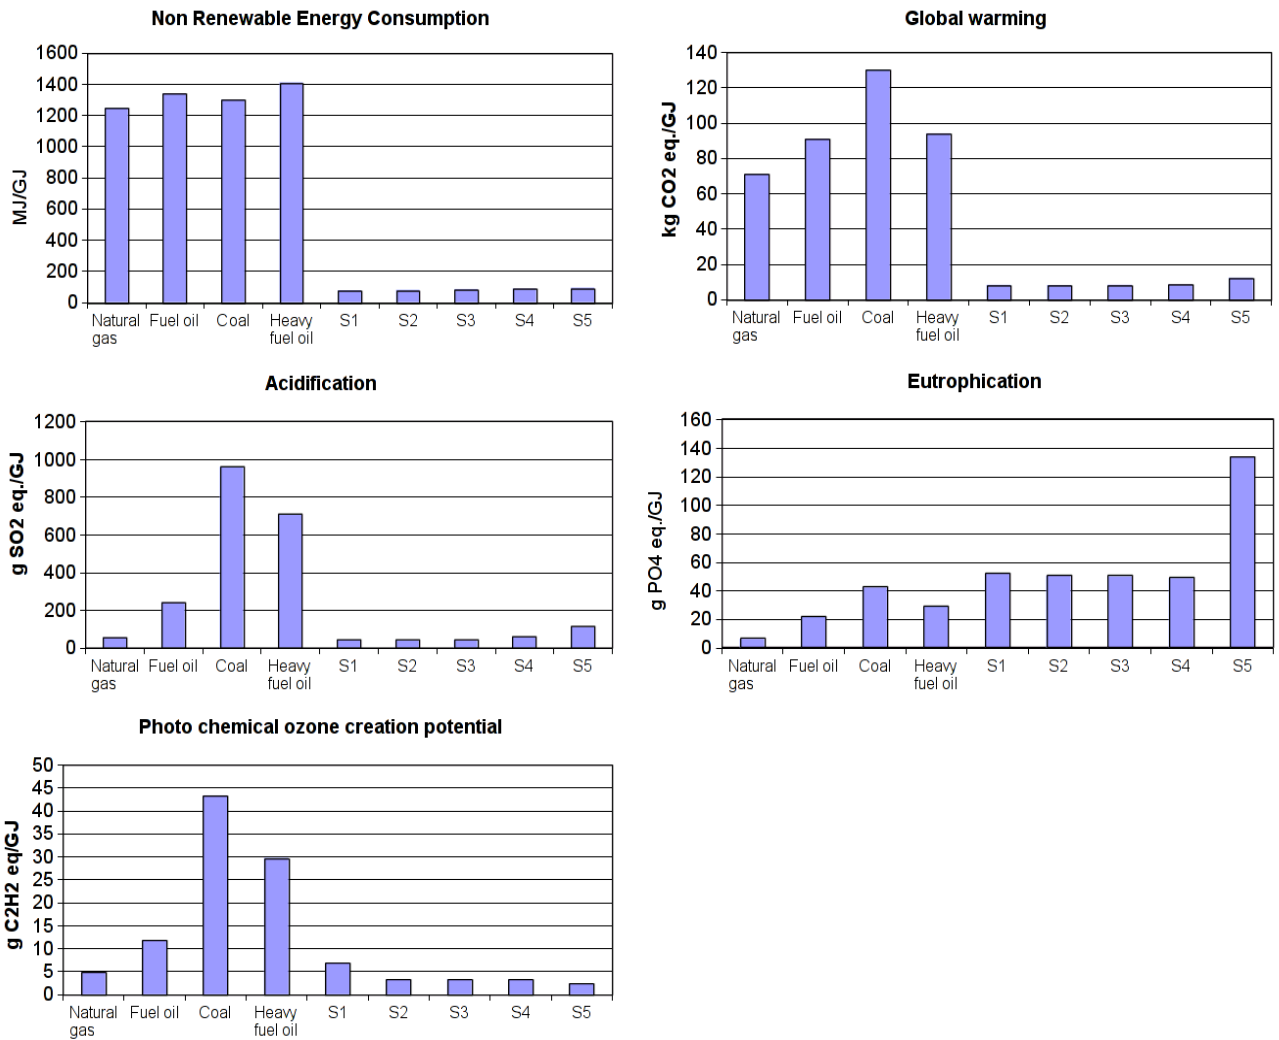 Non Renewable Energy Consumption
MJ/GJ
1600
1400
1200
1000
800
600
400
200
0
Natural gas Fuel oil Coal Heavy fuel oil S1 S2 S3 S4 S5
Global warming
kg CO2 eq./GJ
140
120
100
80
60
40
20
0
Natural gas Fuel oil Coal Heavy fuel oil S1 S2 S3 S4 S5
Acidification
g SO2 eq./GJ
1200
1000
800
600
400
200
0
Natural gas Fuel oil Coal Heavy fuel oil S1 S2 S3 S4 S5
Eutrophication
g PO4 eq./GJ
160
140
120
100
80
60
40
20
0
Natural gas Fuel oil Coal Heavy fuel oil S1 S2 S3 S4 S5
Photo chemical ozone creation potential
g C2H2 eq/GJ
50
45
40
35
30
25
20
15
10
5
0
Natural gas Fuel oil Coal Heavy fuel oil S1 S2 S3 S4 S5